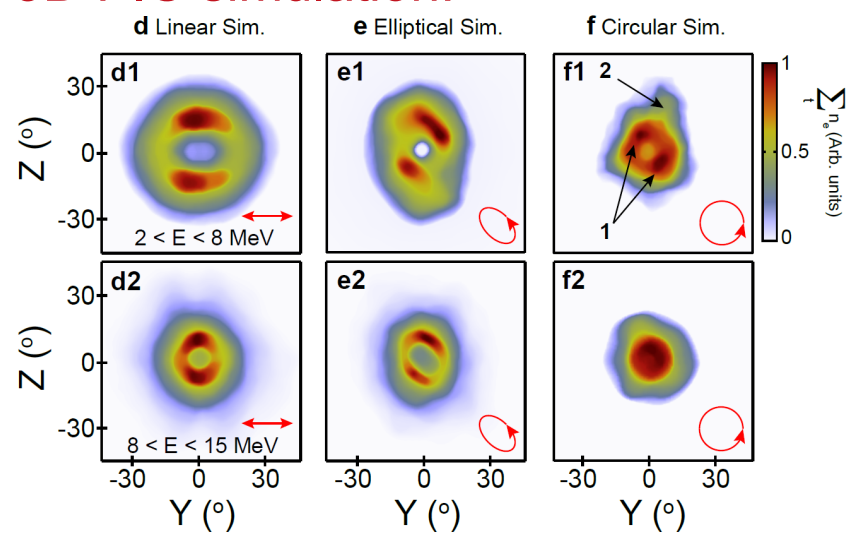 d Linear Sim.
e Elliptical Sim.
f Circular Sim.
d1
e1
f1
2
1
30
0
-30
Z (o)
2 < E < 8 MeV
1
0.5
0
∑ t ne (Arb. units)
d2
e2
f2
30
0
-30
Z (o)
8 < E < 15 MeV
-30 0 30
-30 0 30
-30 0 30
Y (o)
Y (o)
Y (o)